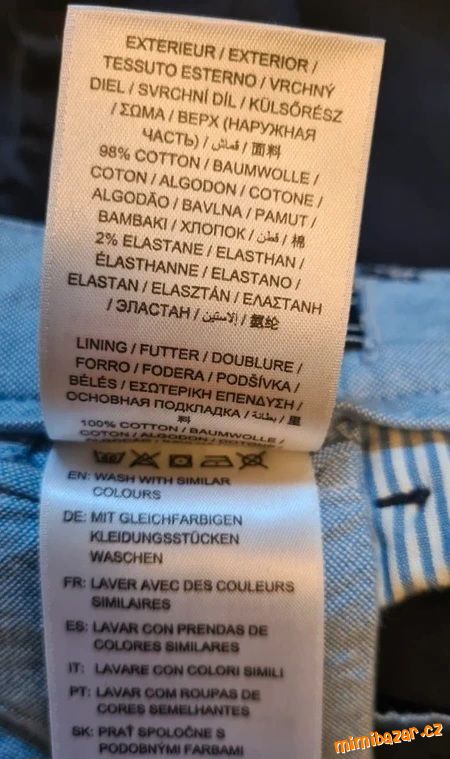 EXTERIEUR / EXTERIOR /
TESSUTO ESTERNO / VRCHNÝ
DIEL / SVRCHNÍ DÍL / KÜLSŐRÉSZ
/ ΣΩΜΑ / ВЕРХ (НАРУЖНАЯ
ЧАСТЬ) / قماش / 面料
98% COTTON / BAUMWOLLE /
COTON / ALGODON / COTONE /
ALGODÃO / BAVLNA / PAMUT /
BAMBAKI / ХЛОПОК / قطن / 棉
2% ELASTANE / ELASTHAN /
ÉLASTHANNE / ELASTANO /
ELASTAN / ELASZTÁN / ΕΛΑΣΤΑΝΗ
/ ЭЛАСТАН / إلاستين / 氨纶
LINING / FUTTER / DOUBLURE /
FORRO / FODERA / PODŠÍVKA /
BÉLÉS / ΕΣΩΤΕΡΙΚΗ ΕΠΕΝΔΥΣΗ /
ОСНОВНАЯ ПОДКЛАДКА / بطانة / 里
料
100% COTTON / BAUMWOLLE /
COTON / ALGODON / COTONE /
EN: WASH WITH SIMILAR
COLOURS
DE: MIT GLEICHFARBIGEN
KLEIDUNGSSTÜCKEN
WASCHEN
FR: LAVER AVEC DES COULEURS
SIMILAIRES
ES: LAVAR CON PRENDAS DE
COLORES SIMILARES
IT: LAVARE CON COLORI SIMILI
PT: LAVAR COM ROUPAS DE
CORES SEMELHANTES
SK: PRAŤ SPOLOČNE S
PODOBNÝMI FARBAMI
mimibazar.cz